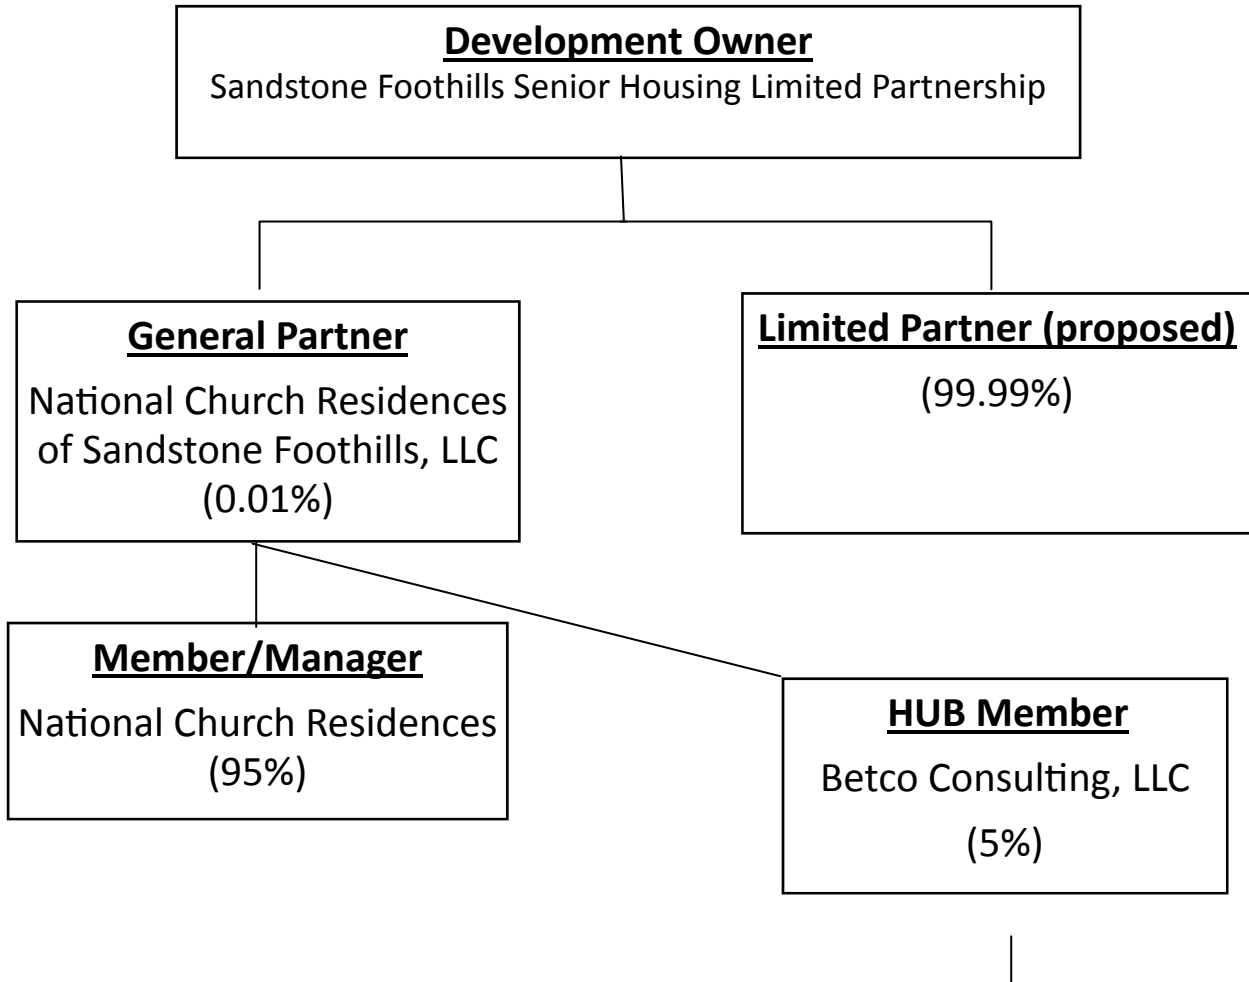 Development Owner
Sandstone Foothills Senior Housing Limited Partnership
General Partner
National Church Residences
of Sandstone Foothills, LLC
(0.01%)
Limited Partner (proposed)
(99.99%)
Member/Manager
National Church Residences
(95%)
HUB Member
Betco Consulting, LLC
(5%)